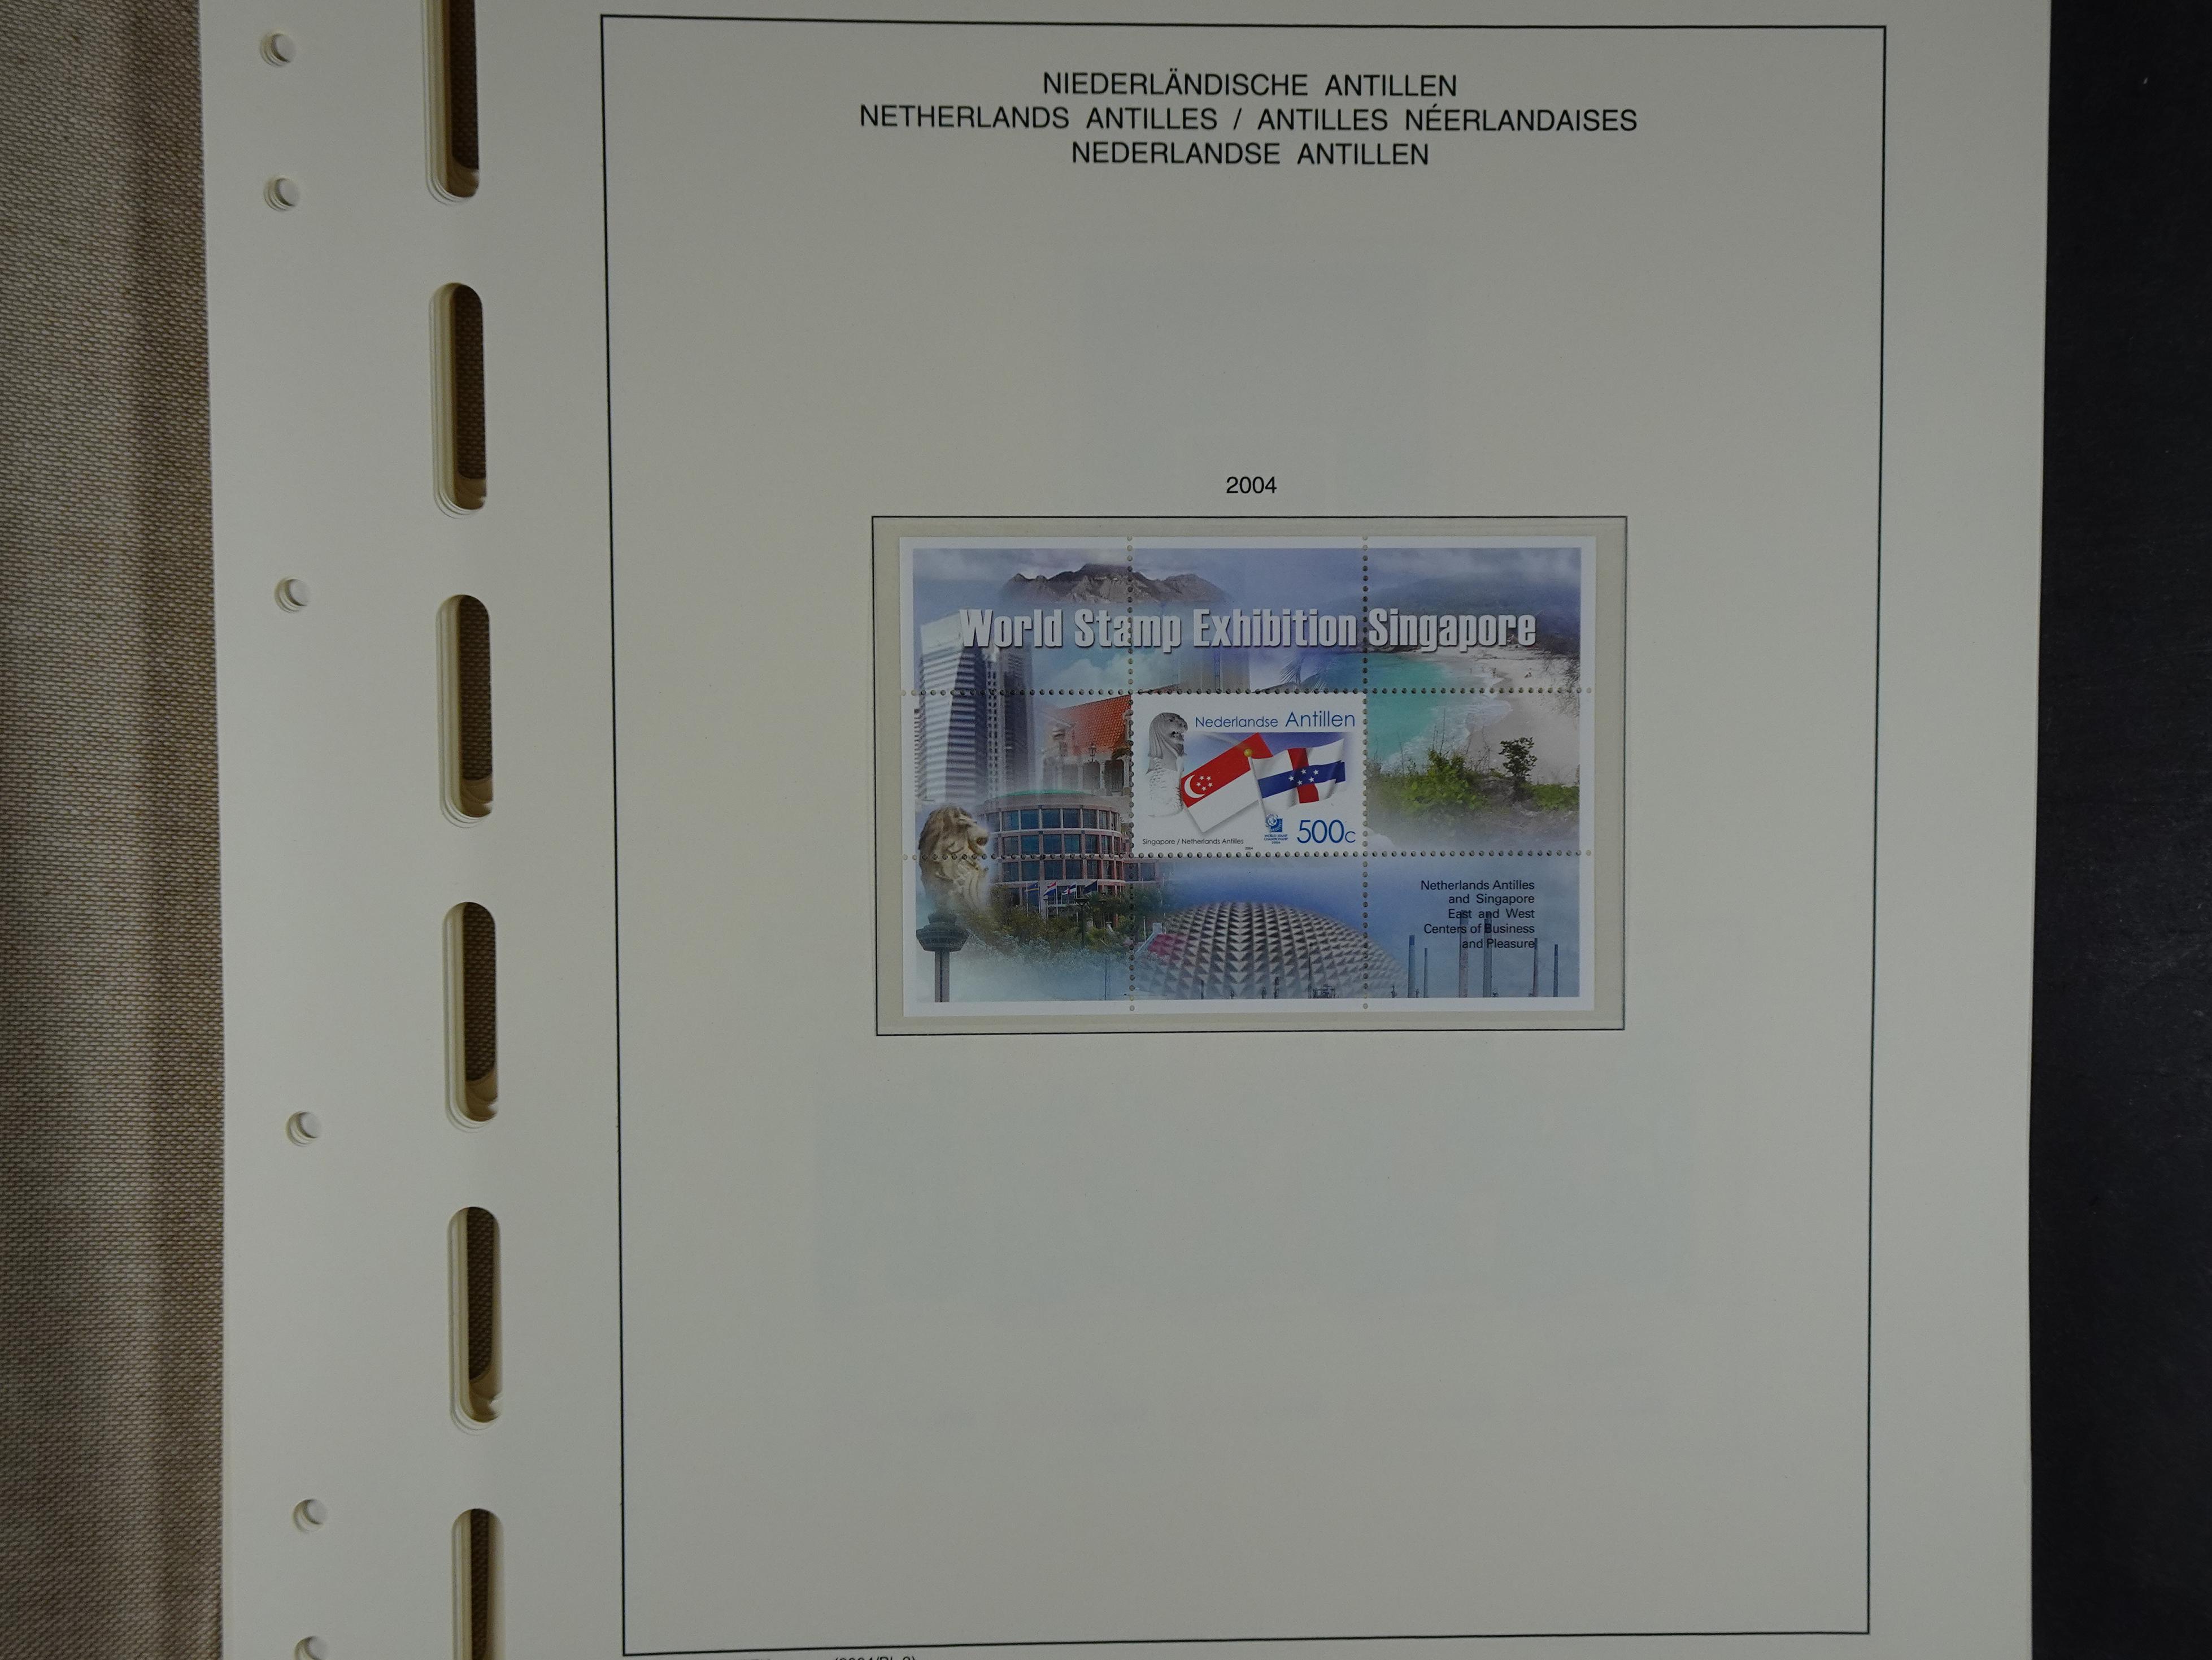 NIEDERLÄNDISCHE ANTILLEN
NETHERLANDS ANTILLES / ANTILLES NÉERLANDAISES
NEDERLANDSE ANTILLEN
2004
World Stamp Exhibition Singapore
Nederlandse Antillen
Singapore / Netherlands Antilles
500c
Netherlands Antilles
and Singapore
East and West
Centers of Business
and Pleasure